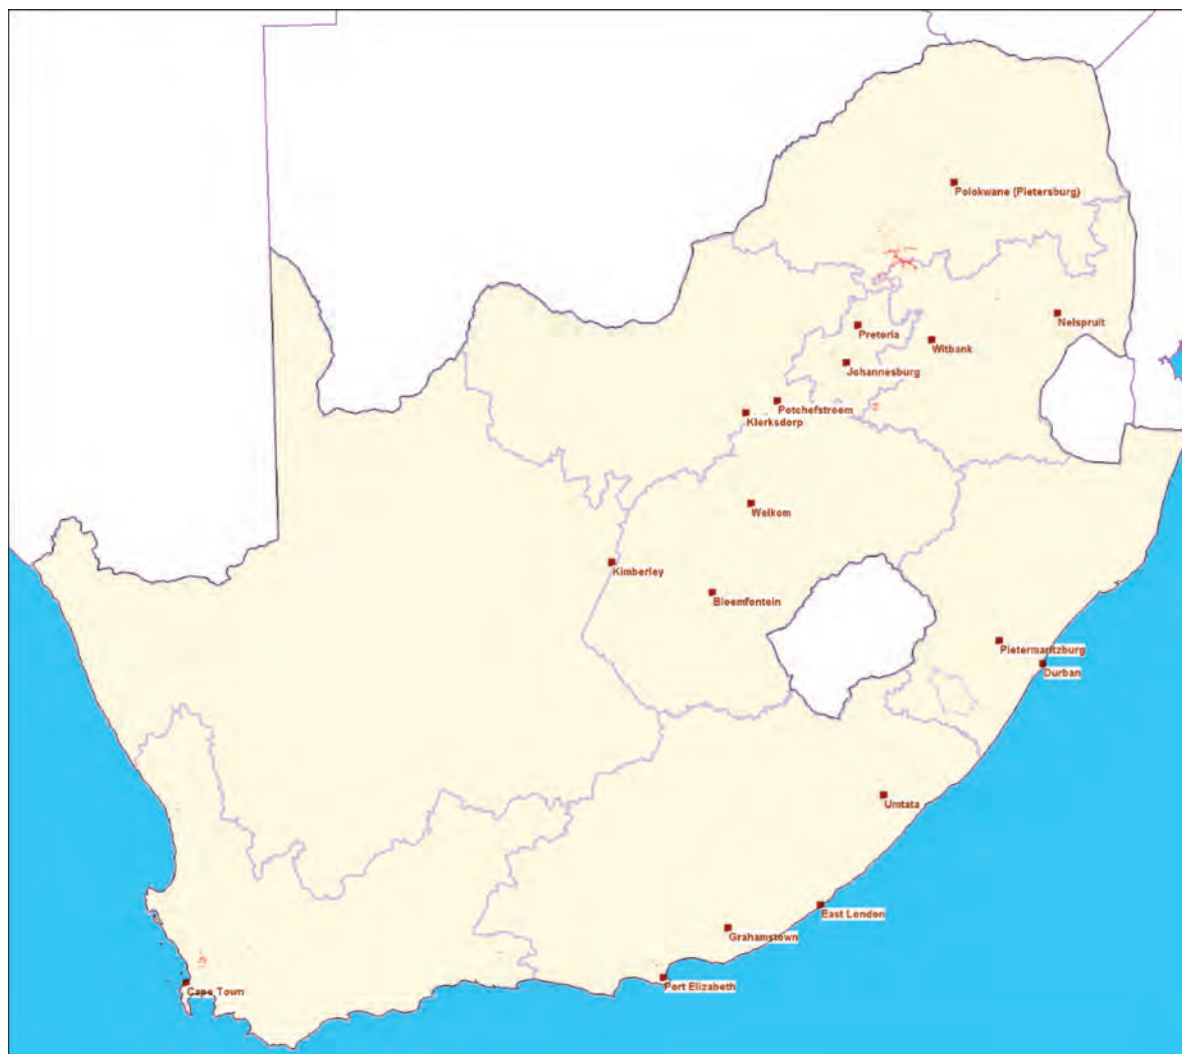 Polokwane (Pietersburg)
Nelspruit
Pretoria
Witbank
Johannesburg
Potchefstroom
Klerksdorp
Welkom
Kimberley
Bloemfontein
Pietermaritzburg
Durban
Umtata
East London
Grahamstown
Port Elizabeth
Cape Town